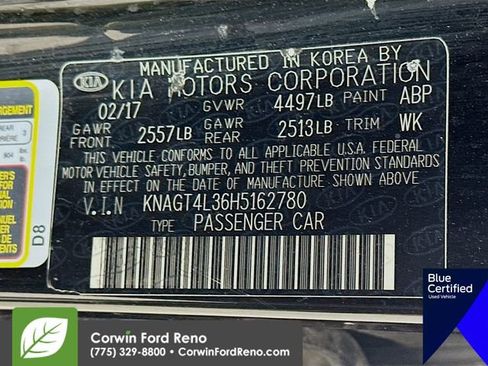 MANUFACTURED IN KOREA BY
KIA KIA MOTORS CORPORATION
02/17 GVWR 4497LB PAINT ABP
GAWR FRONT 2557LB GAWR REAR 2513LB TRIM WK
THIS VEHICLE CONFORMS TO ALL APPLICABLE U.S.A. FEDERAL
MOTOR VEHICLE SAFETY, BUMPER, AND THEFT PREVENTION STANDARDS
IN EFFECT ON THE DATE OF MANUFACTURE SHOWN ABOVE.
V.I.N KNAGT4L36H5162780
TYPE: PASSENGER CAR
REAR
3
D8
Blue
Certified
Used Vehicle
Corwin Ford Reno
(775) 329-8800 • CorwinFordReno.com